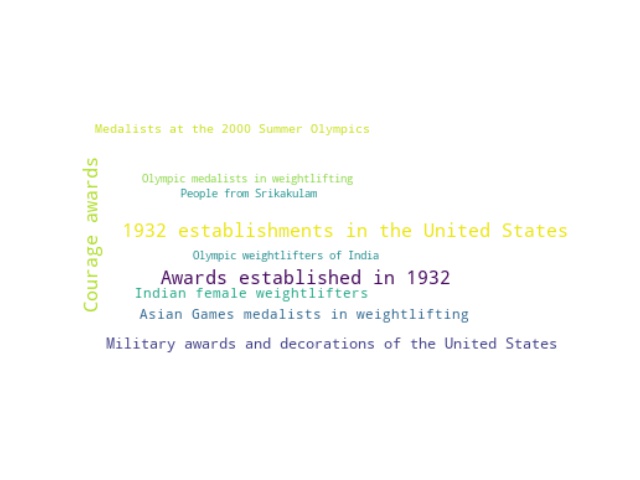 Medalists at the 2000 Summer Olympics
Courage awards
Olympic medalists in weightlifting
People from Srikakulam
1932 establishments in the United States
Olympic weightlifters of India
Awards established in 1932
Indian female weightlifters
Asian Games medalists in weightlifting
Military awards and decorations of the United States